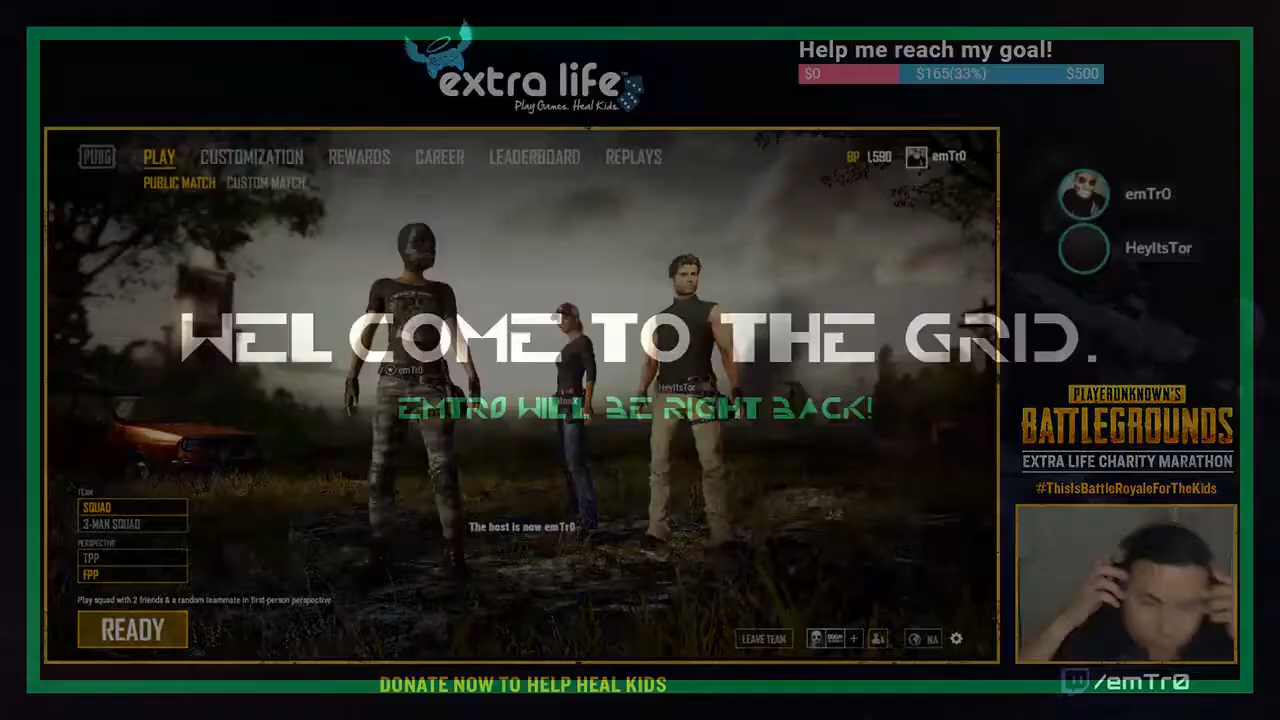 extra life
Play Games. Heal Kids.
Help me reach my goal!
$0 $165(33%) $500
PUBG PLAY CUSTOMIZATION REWARDS CAREER LEADERBOARD REPLAYS
BP 1,590 emTr0
PUBLIC MATCH CUSTOM MATCH
emTr0
HeyItsTor
WELCOME TO THE GRID.
emTr0
HeyItsTor
EMTR0 WILL BE RIGHT BACK!
PLAYERUNKNOWN'S
BATTLEGROUNDS
EXTRA LIFE CHARITY MARATHON
#ThisIsBattleRoyaleForTheKids
TEAM
SQUAD
3-MAN SQUAD
The host is now emTr0
PERSPECTIVE
TPP
FPP
Play squad with 2 friends & a random teammate in first-person perspective
READY
LEAVE TEAM
NA
DONATE NOW TO HELP HEAL KIDS
/emTr0